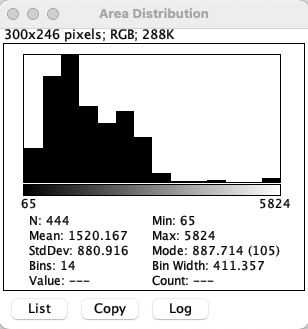 Area Distribution
300x246 pixels; RGB; 288K
65 5824
N: 444 Min: 65
Mean: 1520.167 Max: 5824
StdDev: 880.916 Mode: 887.714 (105)
Bins: 14 Bin Width: 411.357
Value: --- Count: ---
List Copy Log